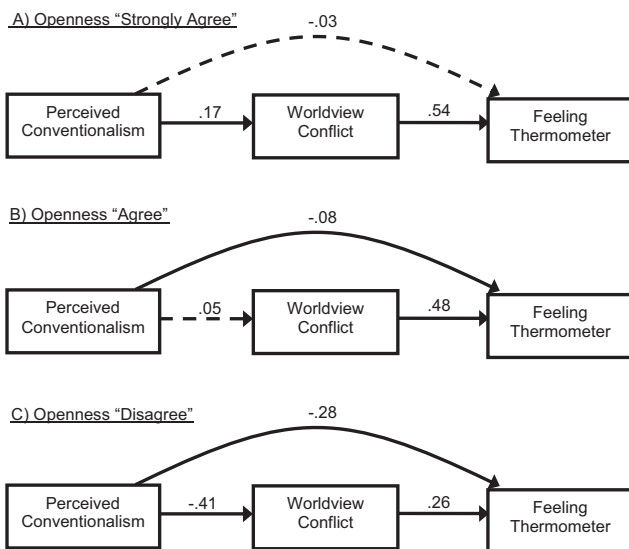 A) Openness “Strongly Agree”
-.03
Perceived
Conventionalism
.17
Worldview
Conflict
.54
Feeling
Thermometer
B) Openness “Agree”
-.08
Perceived
Conventionalism
.05
Worldview
Conflict
.48
Feeling
Thermometer
C) Openness “Disagree”
-.28
Perceived
Conventionalism
-.41
Worldview
Conflict
.26
Feeling
Thermometer